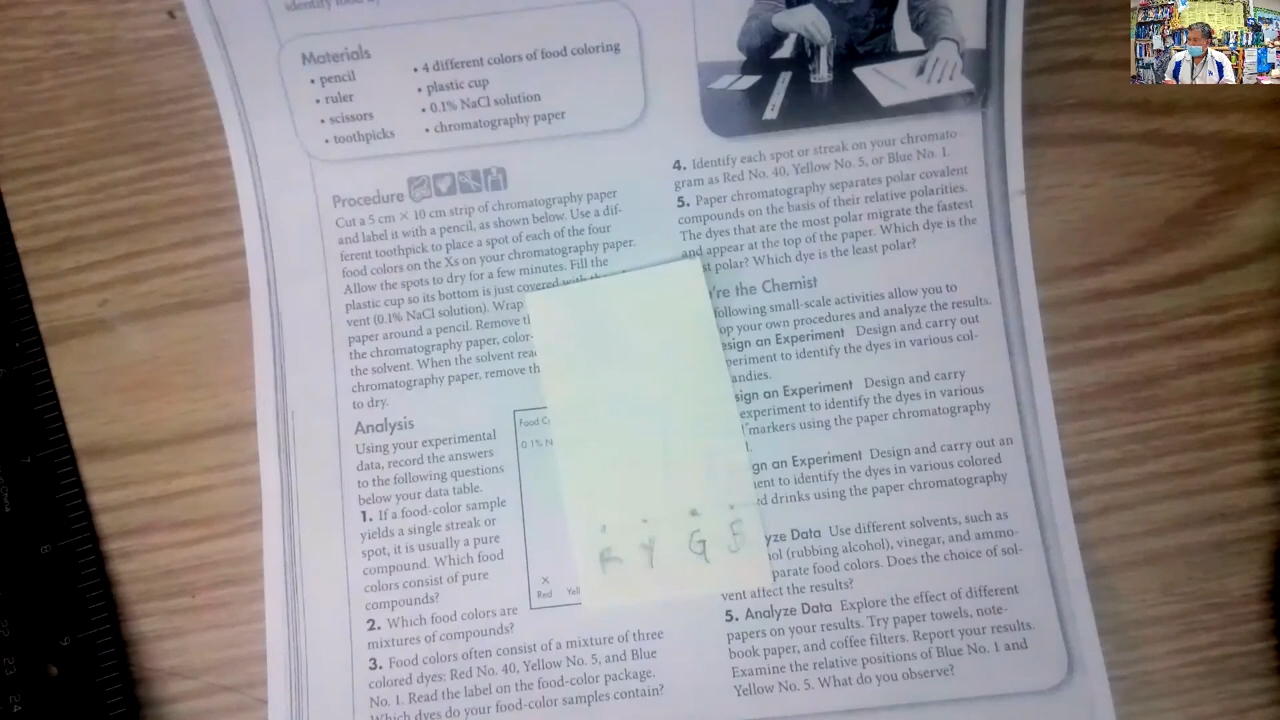 Materials
• pencil
• ruler
• scissors
• toothpicks
• 4 different colors of food coloring
• plastic cup
• 0.1% NaCl solution
• chromatography paper
Procedure
Cut a 5 cm × 10 cm strip of chromatography paper
and label it with a pencil, as shown below. Use a dif-
ferent toothpick to place a spot of each of the four
food colors on the Xs on your chromatography paper.
Allow the spots to dry for a few minutes. Fill the
plastic cup so its bottom is just covered with
vent (0.1% NaCl solution). Wrap
paper around a pencil. Remove
the chromatography paper, color-
the solvent. When the solvent
chromatography paper, remove
to dry.
Analysis
Using your experimental
data, record the answers
to the following questions
below your data table.
1. If a food-color sample
yields a single streak or
spot, it is usually a pure
compound. Which food
colors consist of pure
compounds?
2. Which food colors are
mixtures of compounds?
3. Food colors often consist of a mixture of three
colored dyes: Red No. 40, Yellow No. 5, and Blue
No. 1. Read the label on the food-color package.
Which dyes do your food-color samples contain?
Food
0.1%
X
Red
R Y G B
4. Identify each spot or streak on your chromato-
gram as Red No. 40, Yellow No. 5, or Blue No. 1.
5. Paper chromatography separates polar covalent
compounds on the basis of their relative polarities.
The dyes that are the most polar migrate the fastest
and appear at the top of the paper. Which dye is the
st polar? Which dye is the least polar?
're the Chemist
following small-scale activities allow you to
op your own procedures and analyze the results.
esign an Experiment Design and carry out
periment to identify the dyes in various col-
andies.
sign an Experiment Design and carry
experiment to identify the dyes in various
markers using the paper chromatography
gn an Experiment Design and carry out an
ent to identify the dyes in various colored
d drinks using the paper chromatography
yze Data Use different solvents, such as
ol (rubbing alcohol), vinegar, and ammo-
parate food colors. Does the choice of sol-
vent affect the results?
5. Analyze Data Explore the effect of different
papers on your results. Try paper towels, note-
book paper, and coffee filters. Report your results.
Examine the relative positions of Blue No. 1 and
Yellow No. 5. What do you observe?